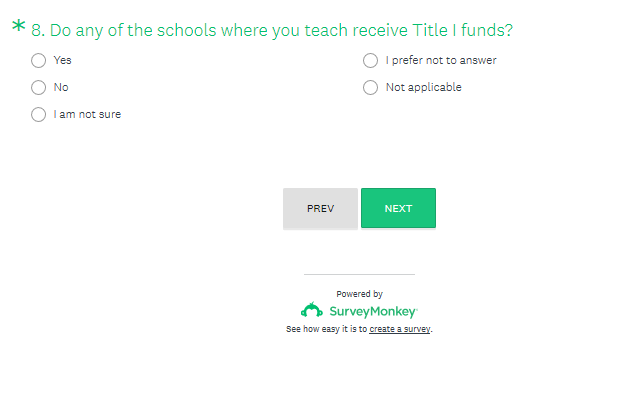 * 8. Do any of the schools where you teach receive Title I funds?
Yes
No
I am not sure
I prefer not to answer
Not applicable
PREV
NEXT
Powered by
SurveyMonkey
See how easy it is to create a survey.